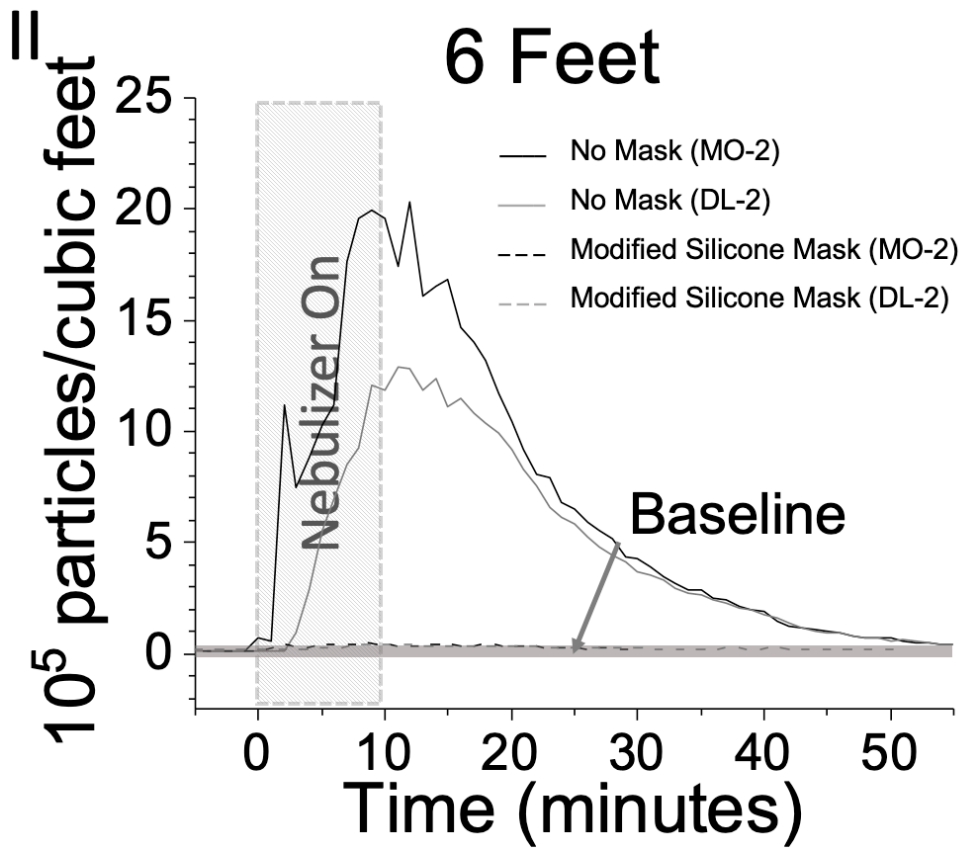 II
6 Feet
10⁵ particles/cubic feet
25
20
15
10
5
0
No Mask (MO-2)
No Mask (DL-2)
Modified Silicone Mask (MO-2)
Modified Silicone Mask (DL-2)
Nebulizer On
Baseline
0 10 20 30 40 50
Time (minutes)